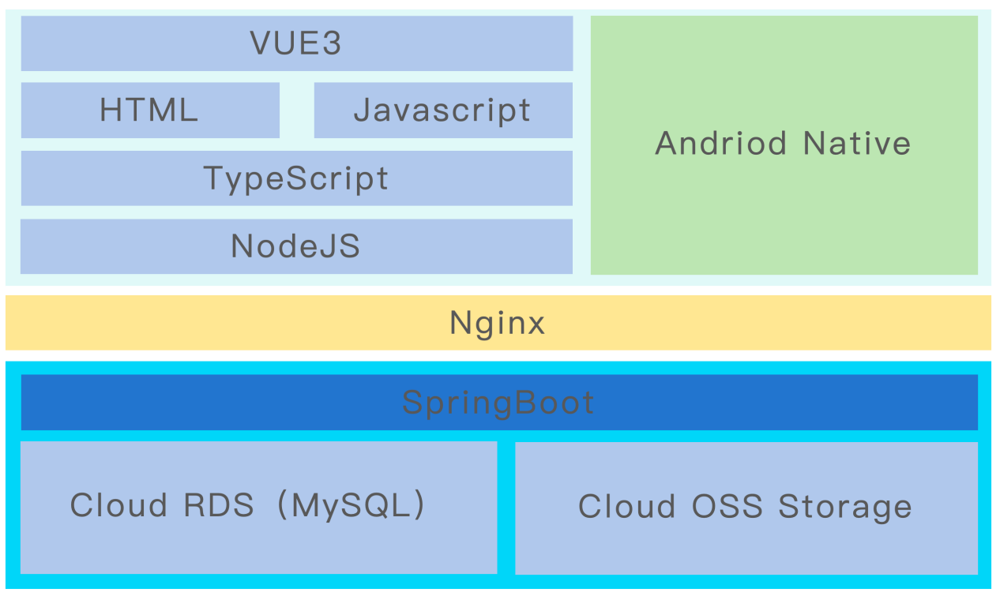 VUE3
HTML
Javascript
TypeScript
NodeJS
Andriod Native
Nginx
SpringBoot
Cloud RDS（MySQL）
Cloud OSS Storage